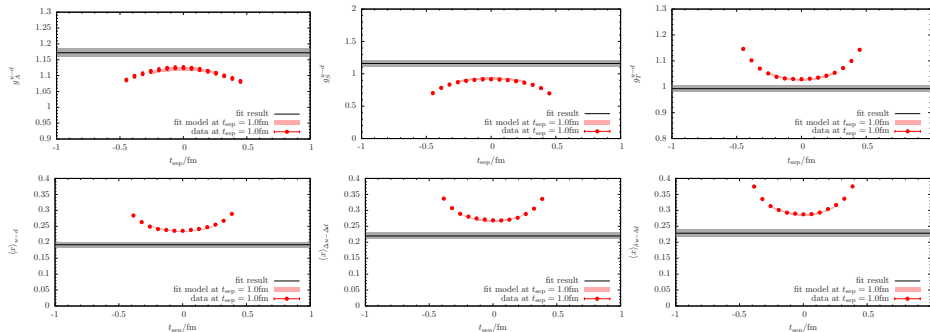 1.3
1.25
1.2
1.15
1.1
1.05
1
0.95
0.9
g_A^{u-d}
fit result
fit model at t_sep = 1.0fm
data at t_sep = 1.0fm
-1 -0.5 0 0.5 1
t_sep/fm
2
1.5
1
0.5
0
g_S^{u-d}
fit result
fit model at t_sep = 1.0fm
data at t_sep = 1.0fm
-1 -0.5 0 0.5 1
t_sep/fm
1.3
1.2
1.1
1
0.9
0.8
g_T^{u-d}
fit result
fit model at t_sep = 1.0fm
data at t_sep = 1.0fm
-1 -0.5 0 0.5 1
t_sep/fm
0.4
0.35
0.3
0.25
0.2
0.15
0.1
0.05
0
⟨x⟩_{u-d}
fit result
fit model at t_sep = 1.0fm
data at t_sep = 1.0fm
-1 -0.5 0 0.5 1
t_sep/fm
0.4
0.35
0.3
0.25
0.2
0.15
0.1
0.05
0
⟨x⟩_{Δu-Δd}
fit result
fit model at t_sep = 1.0fm
data at t_sep = 1.0fm
-1 -0.5 0 0.5 1
t_sep/fm
0.4
0.35
0.3
0.25
0.2
0.15
0.1
0.05
0
⟨x⟩_{δu-δd}
fit result
fit model at t_sep = 1.0fm
data at t_sep = 1.0fm
-1 -0.5 0 0.5 1
t_sep/fm